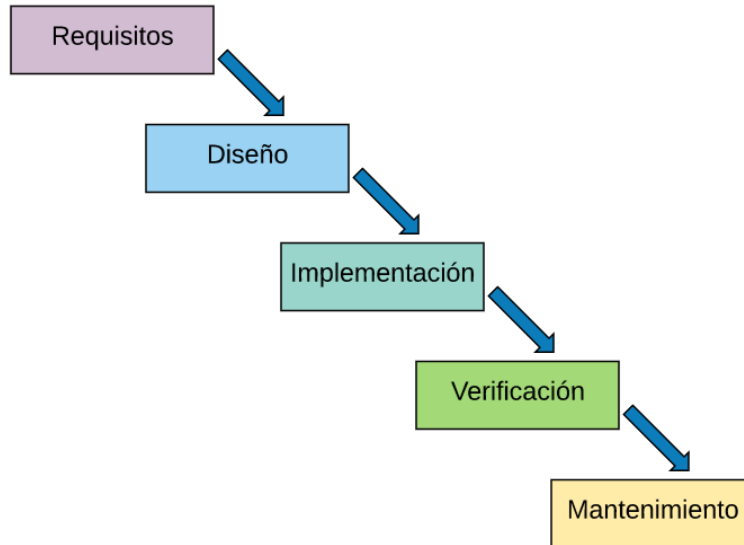 Requisitos
Diseño
Implementación
Verificación
Mantenimiento